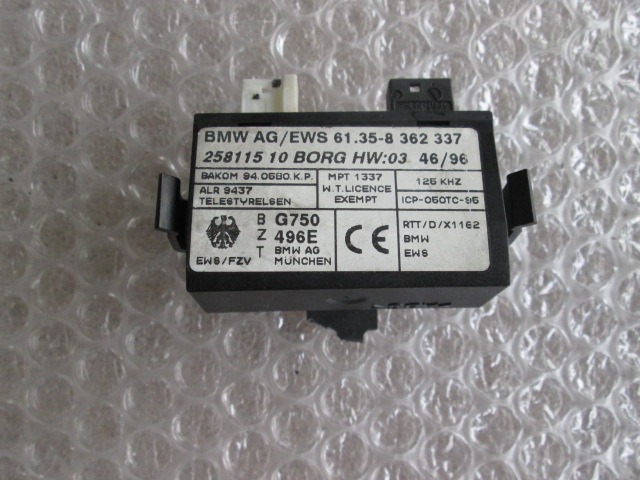 BMW AG/EWS 61.35-8 362 337
258115 10 BORG HW:03 46/96
BAKOM 94.0580.K.P. MPT 1337 125 KHZ
ALR 9437 W.T.LICENCE
TELESTYRELSEN EXEMPT ICP-050TC-95
B G750 RTT/D/X1162
Z 496E CE BMW
T BMW AG EWS
EWS/FZV MÜNCHEN